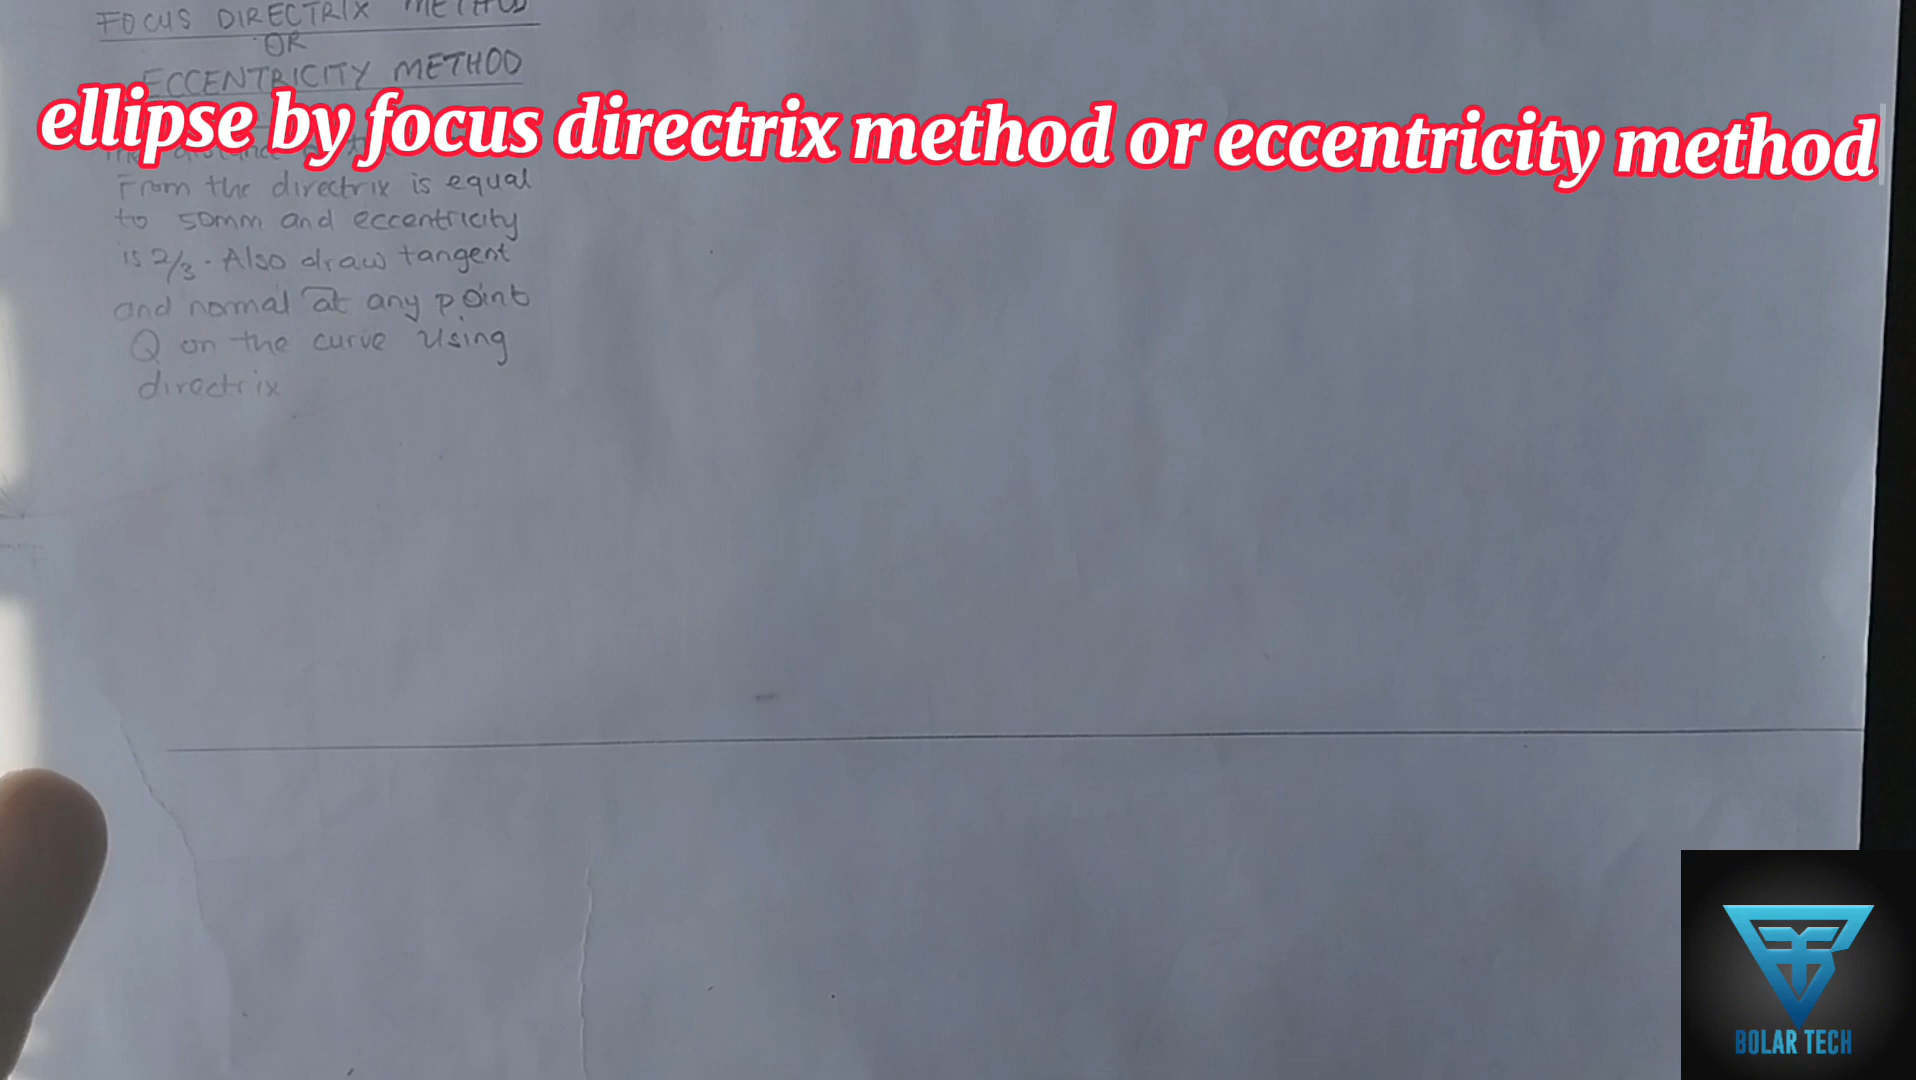 FOCUS DIRECTRIX METHOD
OR
ECCENTRICITY METHOD
ellipse by focus directrix method or eccentricity method
From the directrix is equal
to 50mm and eccentricity
is 2/3. Also draw tangent
and normal at any point
Q on the curve Using
directrix
BOLAR TECH